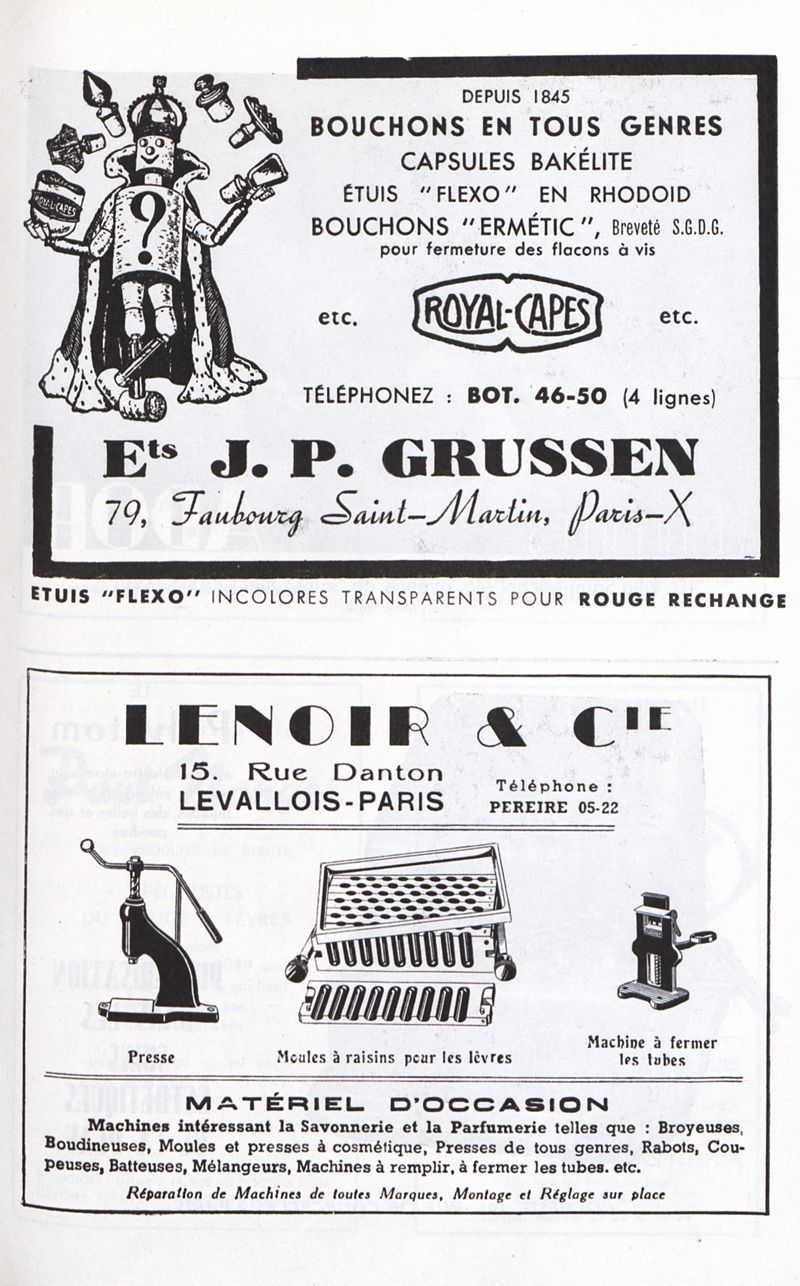 DEPUIS 1845
BOUCHONS EN TOUS GENRES
CAPSULES BAKÉLITE
ÉTUIS "FLEXO" EN RHODOID
BOUCHONS "ERMÉTIC", Breveté S.G.D.G.
pour fermeture des flacons à vis
ROYAL-CAPES
?
etc. ROYAL-CAPES etc.
TÉLÉPHONEZ : BOT. 46-50 (4 lignes)
Ets J. P. GRUSSEN
79, Faubourg Saint-Martin, Paris-X
ETUIS "FLEXO" INCOLORES TRANSPARENTS POUR ROUGE RECHANGE
LENOIR & CIE
15. Rue Danton
LEVALLOIS-PARIS
Téléphone :
PEREIRE 05-22
Presse
Moules à raisins pour les lèvres
Machine à fermer
les tubes
MATÉRIEL D'OCCASION
Machines intéressant la Savonnerie et la Parfumerie telles que : Broyeuses,
Boudineuses, Moules et presses à cosmétique, Presses de tous genres, Rabots, Cou-
peuses, Batteuses, Mélangeurs, Machines à remplir, à fermer les tubes. etc.
Réparation de Machines de toutes Marques, Montage et Réglage sur place